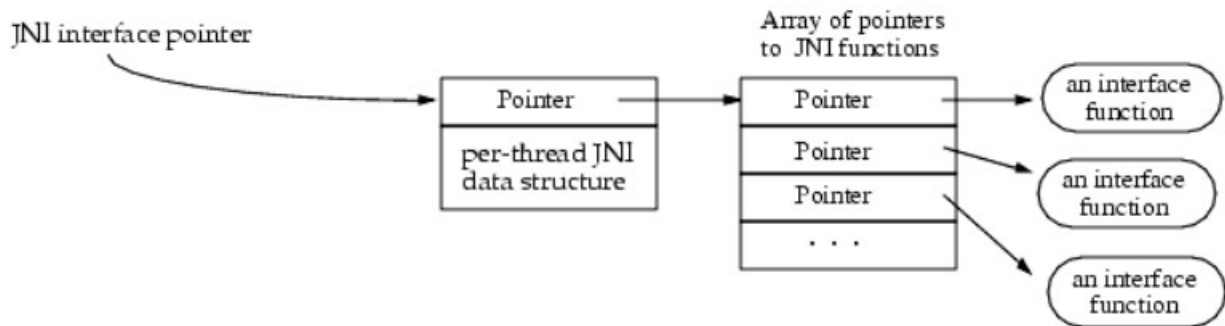 JNI interface pointer
Array of pointers
to JNI functions
Pointer
per-thread JNI
data structure
Pointer
Pointer
Pointer
. . .
an interface
function
an interface
function
an interface
function